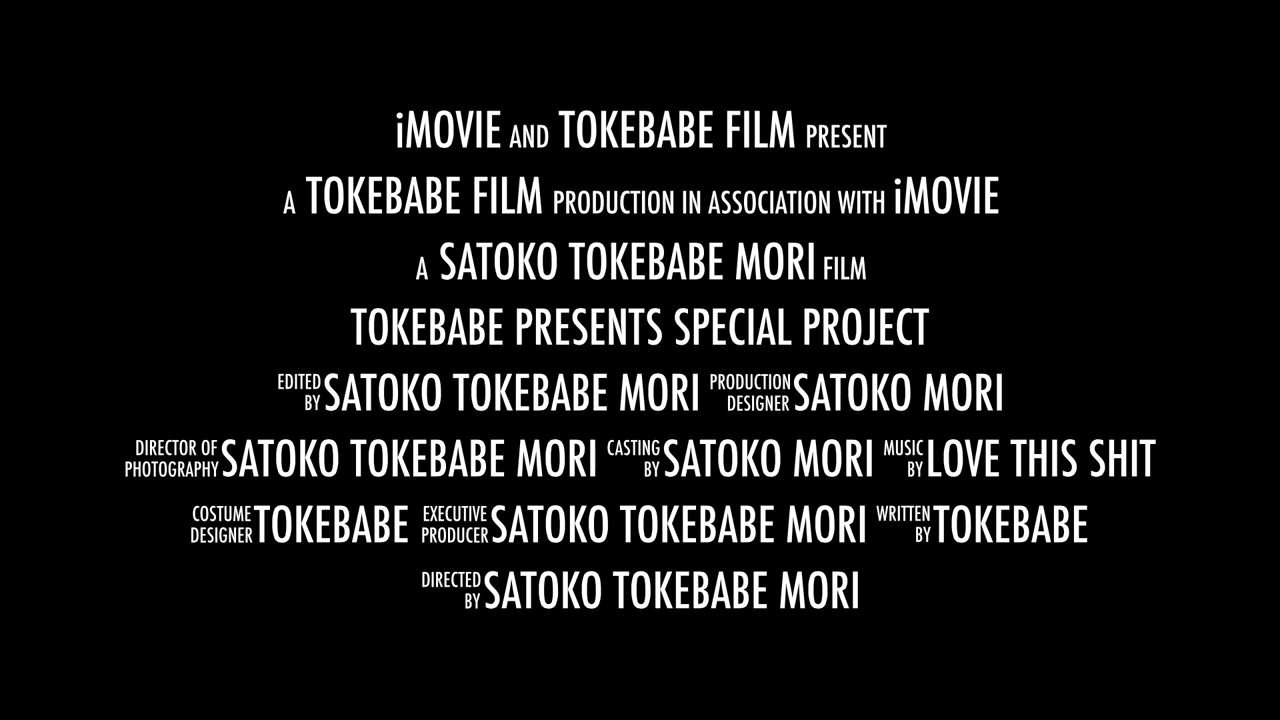 iMOVIE AND TOKEBABE FILM PRESENT
A TOKEBABE FILM PRODUCTION IN ASSOCIATION WITH iMOVIE
A SATOKO TOKEBABE MORI FILM
TOKEBABE PRESENTS SPECIAL PROJECT
EDITED BY SATOKO TOKEBABE MORI PRODUCTION DESIGNER SATOKO MORI
DIRECTOR OF PHOTOGRAPHY SATOKO TOKEBABE MORI CASTING BY SATOKO MORI MUSIC BY LOVE THIS SHIT
COSTUME DESIGNER TOKEBABE EXECUTIVE PRODUCER SATOKO TOKEBABE MORI WRITTEN BY TOKEBABE
DIRECTED BY SATOKO TOKEBABE MORI